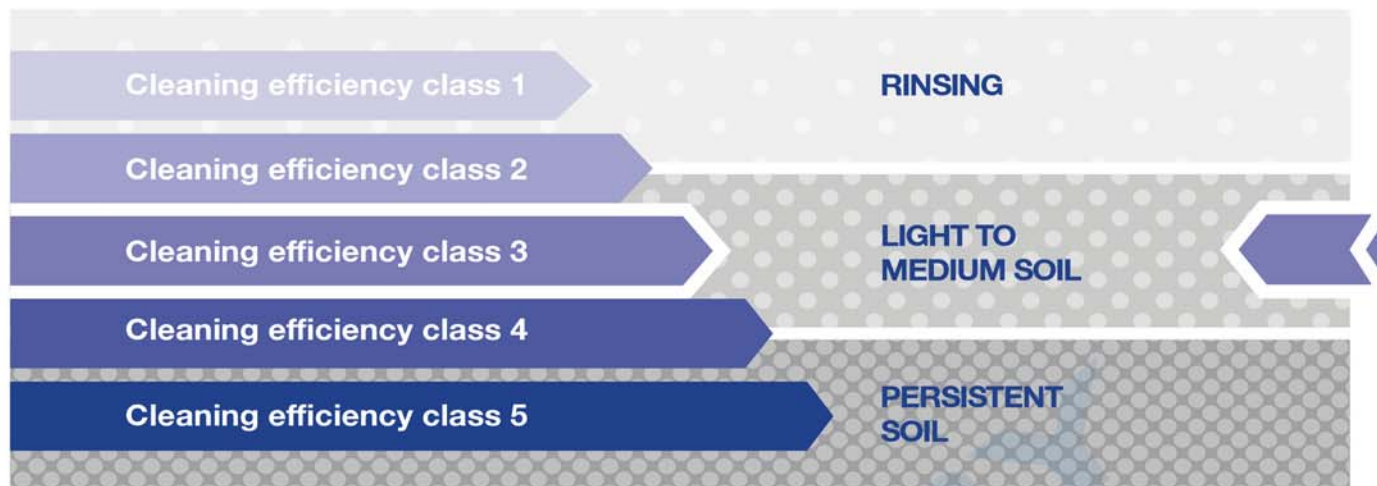 Cleaning efficiency class 1
RINSING
Cleaning efficiency class 2
Cleaning efficiency class 3
LIGHT TO
MEDIUM SOIL
Cleaning efficiency class 4
Cleaning efficiency class 5
PERSISTENT
SOIL